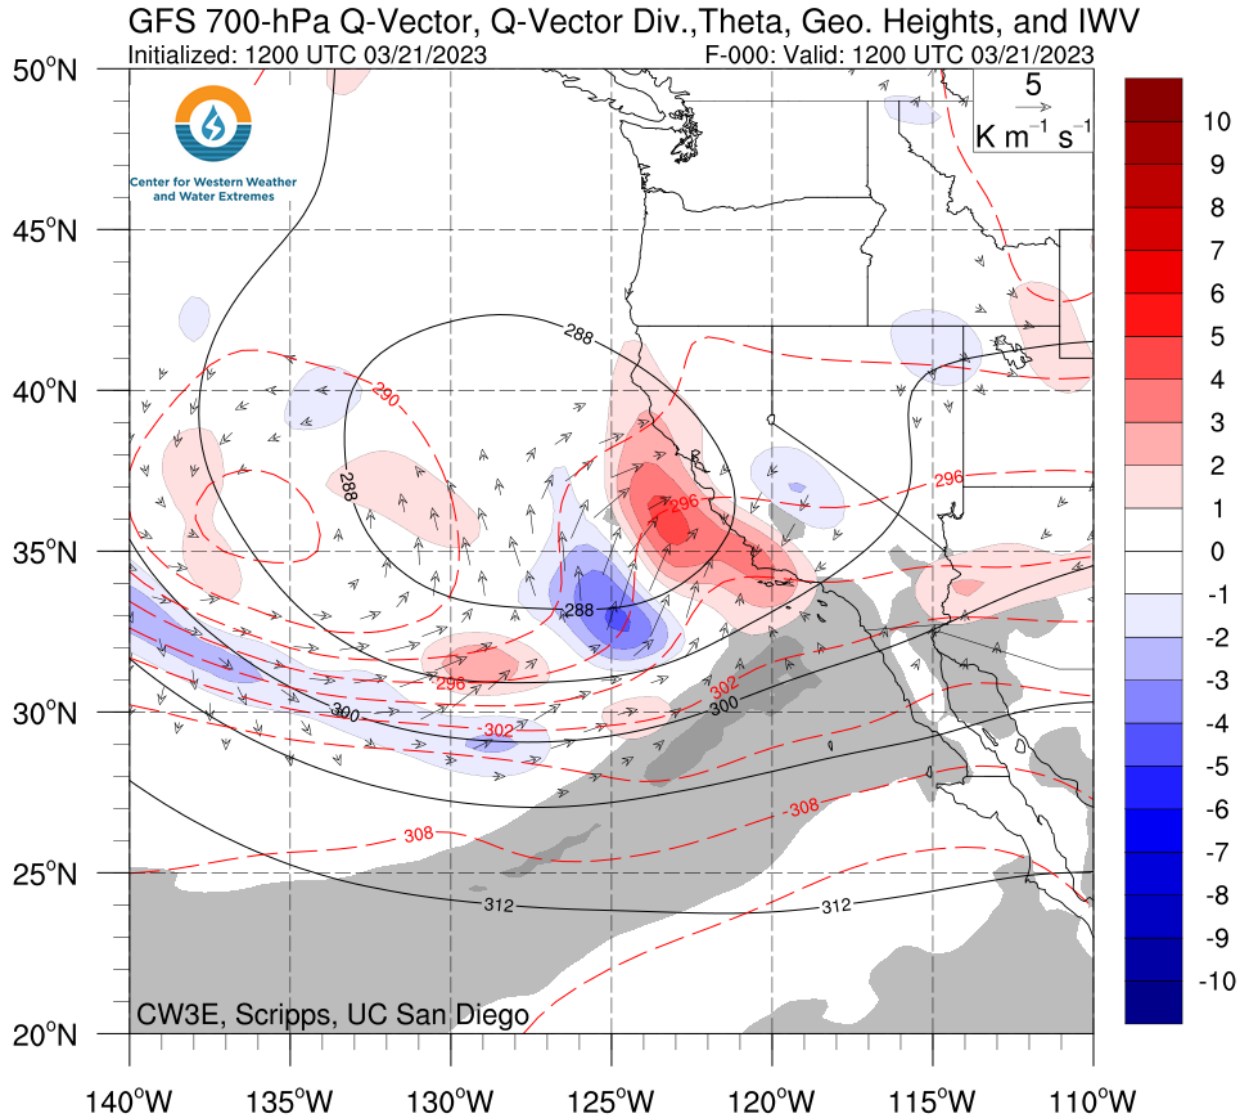 GFS 700-hPa Q-Vector, Q-Vector Div.,Theta, Geo. Heights, and IWV
Initialized: 1200 UTC 03/21/2023
F-000: Valid: 1200 UTC 03/21/2023
50°N
45°N
40°N
35°N
30°N
25°N
20°N
140°W
135°W
130°W
125°W
120°W
115°W
110°W
Center for Western Weather
and Water Extremes
5
K m⁻¹ s⁻¹
288
290
288
296
296
288
296
302
300
300
302
308
308
312
312
CW3E, Scripps, UC San Diego
10
9
8
7
6
5
4
3
2
1
0
-1
-2
-3
-4
-5
-6
-7
-8
-9
-10